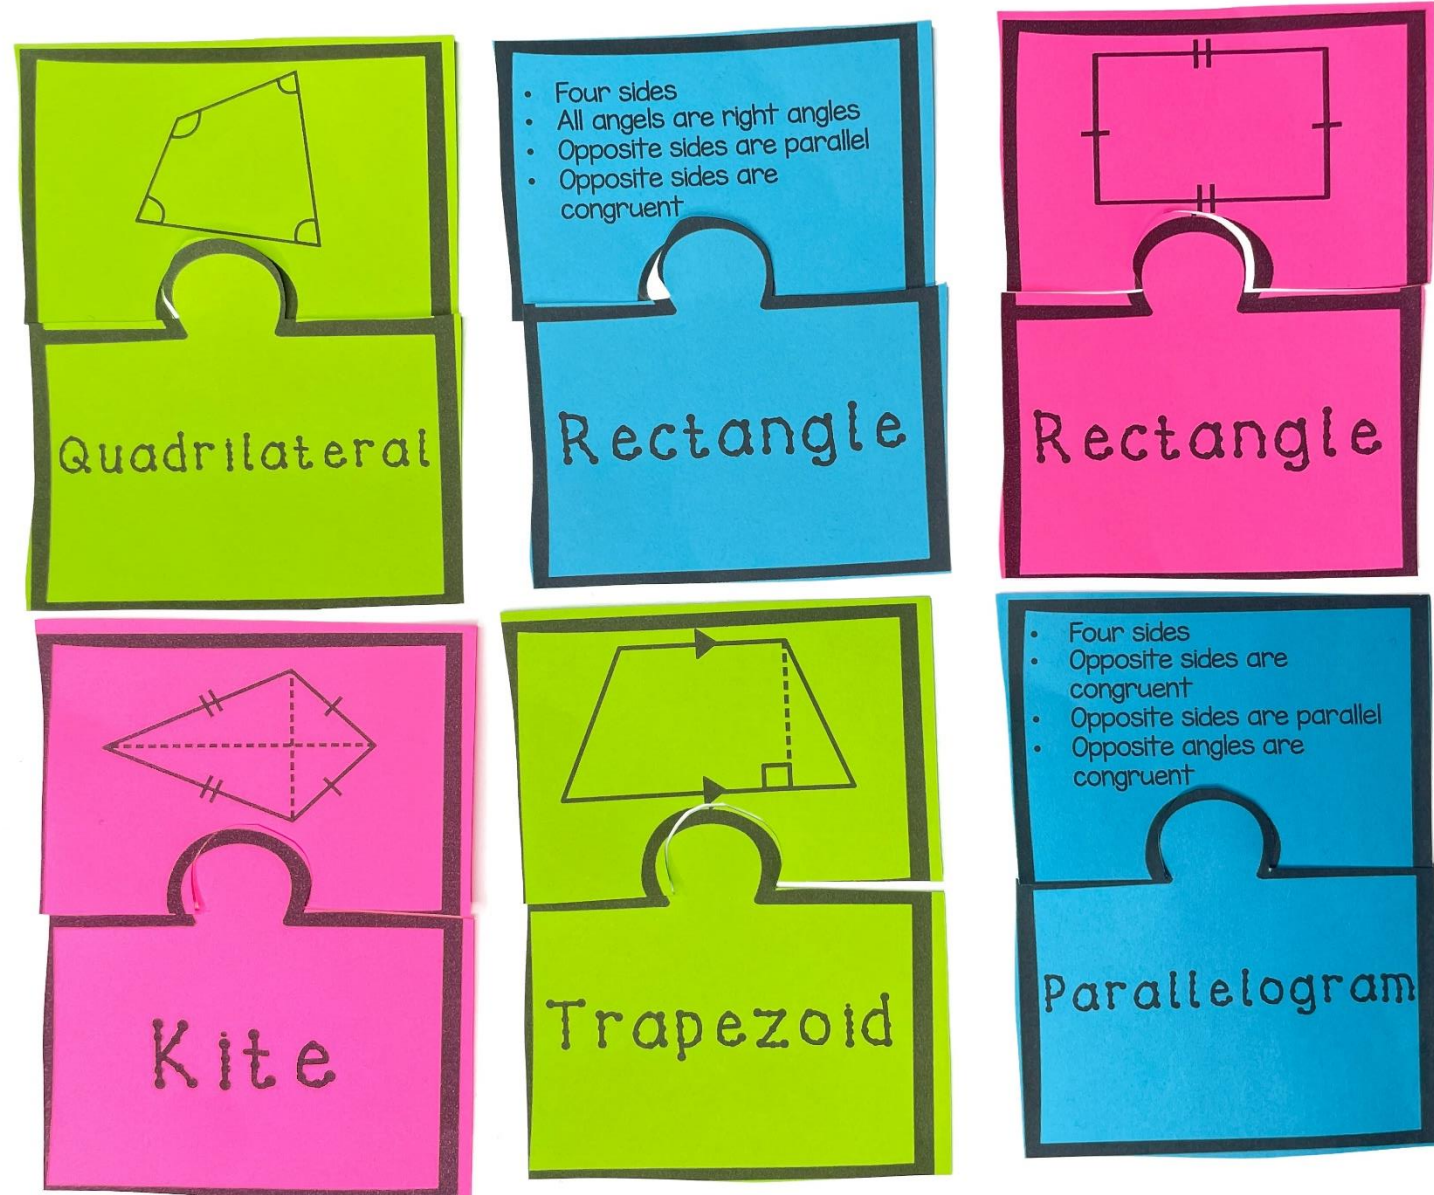 • Four sides
• All angels are right angles
• Opposite sides are parallel
• Opposite sides are
congruent
Quadrilateral
Rectangle
Rectangle
• Four sides
• Opposite sides are
congruent
• Opposite sides are parallel
• Opposite angles are
congruent
Kite
Trapezoid
Parallelogram